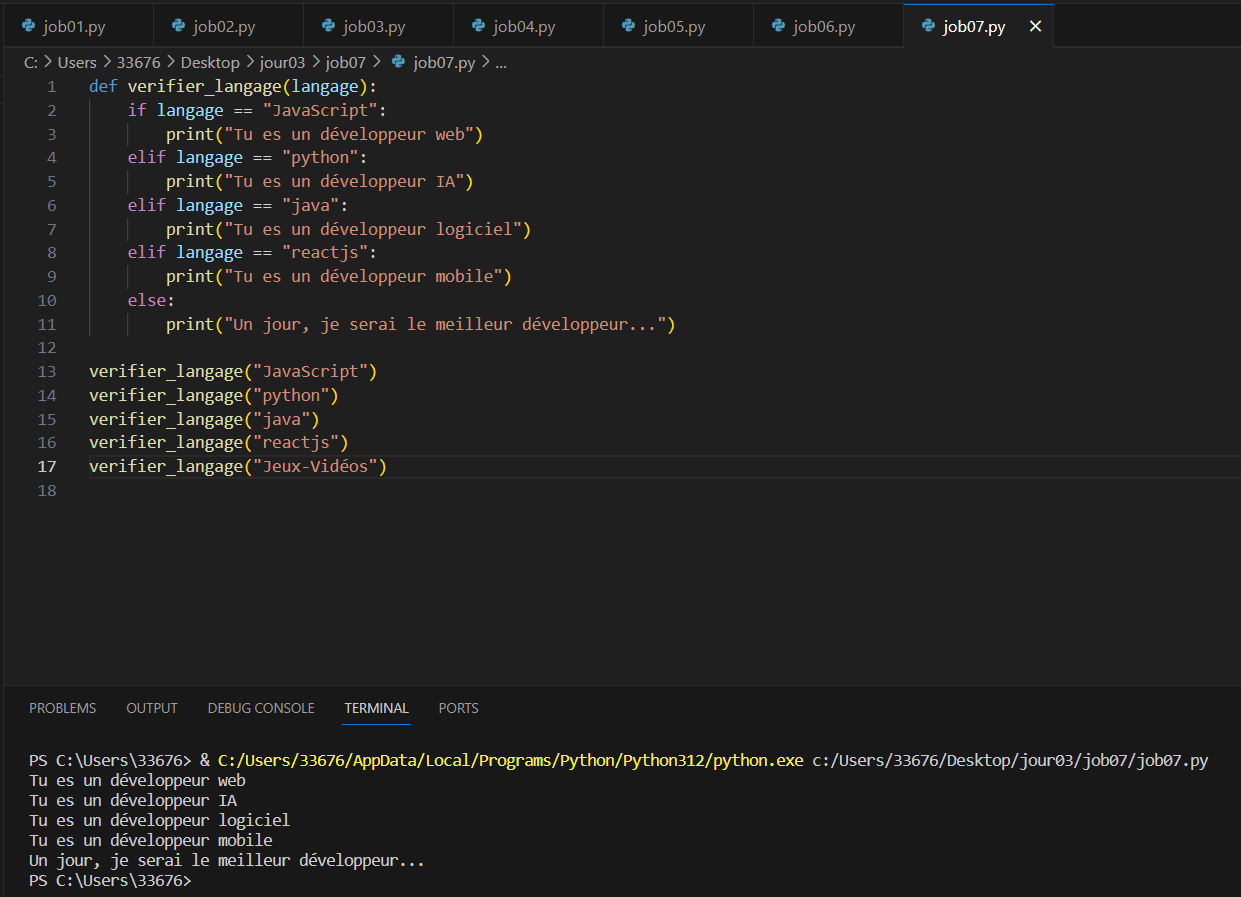 job01.py job02.py job03.py job04.py job05.py job06.py job07.py
C: > Users > 33676 > Desktop > jour03 > job07 > job07.py > ...
1 def verifier_langage(langage):
2     if langage == "JavaScript":
3         print("Tu es un développeur web")
4     elif langage == "python":
5         print("Tu es un développeur IA")
6     elif langage == "java":
7         print("Tu es un développeur logiciel")
8     elif langage == "reactjs":
9         print("Tu es un développeur mobile")
10     else:
11         print("Un jour, je serai le meilleur développeur...")
12
13 verifier_langage("JavaScript")
14 verifier_langage("python")
15 verifier_langage("java")
16 verifier_langage("reactjs")
17 verifier_langage("Jeux-Vidéos")
18
PROBLEMS OUTPUT DEBUG CONSOLE TERMINAL PORTS
PS C:\Users\33676> & C:/Users/33676/AppData/Local/Programs/Python/Python312/python.exe c:/Users/33676/Desktop/jour03/job07/job07.py
Tu es un développeur web
Tu es un développeur IA
Tu es un développeur logiciel
Tu es un développeur mobile
Un jour, je serai le meilleur développeur...
PS C:\Users\33676>